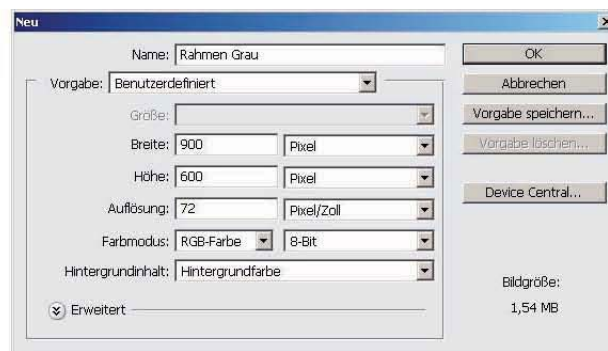 Neu
Name: Rahmen Grau
OK
Vorgabe: Benutzerdefiniert
Abbrechen
Größe:
Vorgabe speichern...
Breite: 900 Pixel
Vorgabe löschen...
Höhe: 600 Pixel
Auflösung: 72 Pixel/Zoll
Device Central...
Farbmodus: RGB-Farbe 8-Bit
Hintergrundinhalt: Hintergrundfarbe
Bildgröße:
Erweitert
1,54 MB